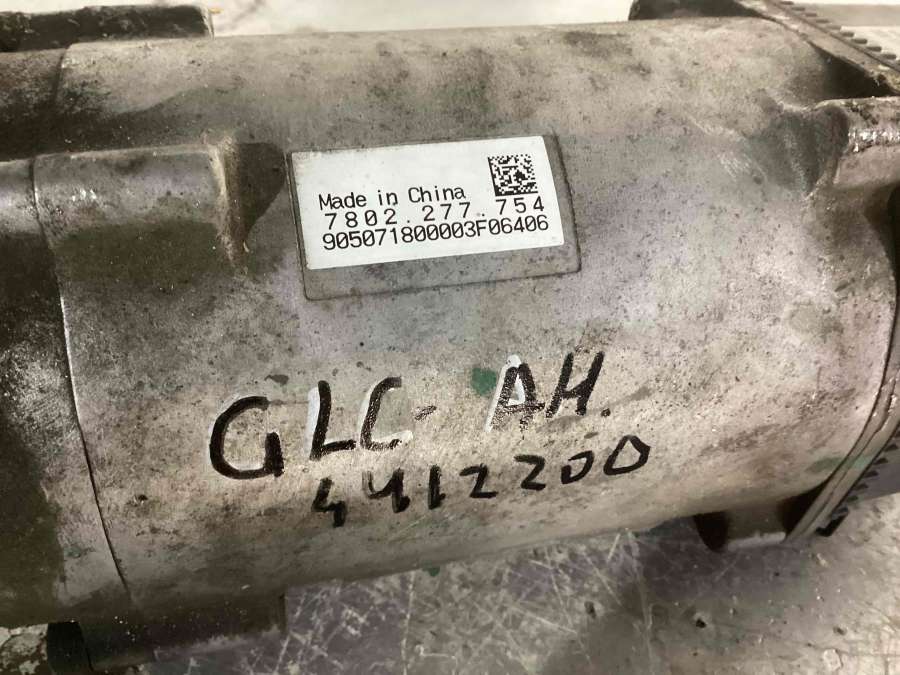 Made in China
7802.277.754
905071800003F06406
GLC- AH.
4412200